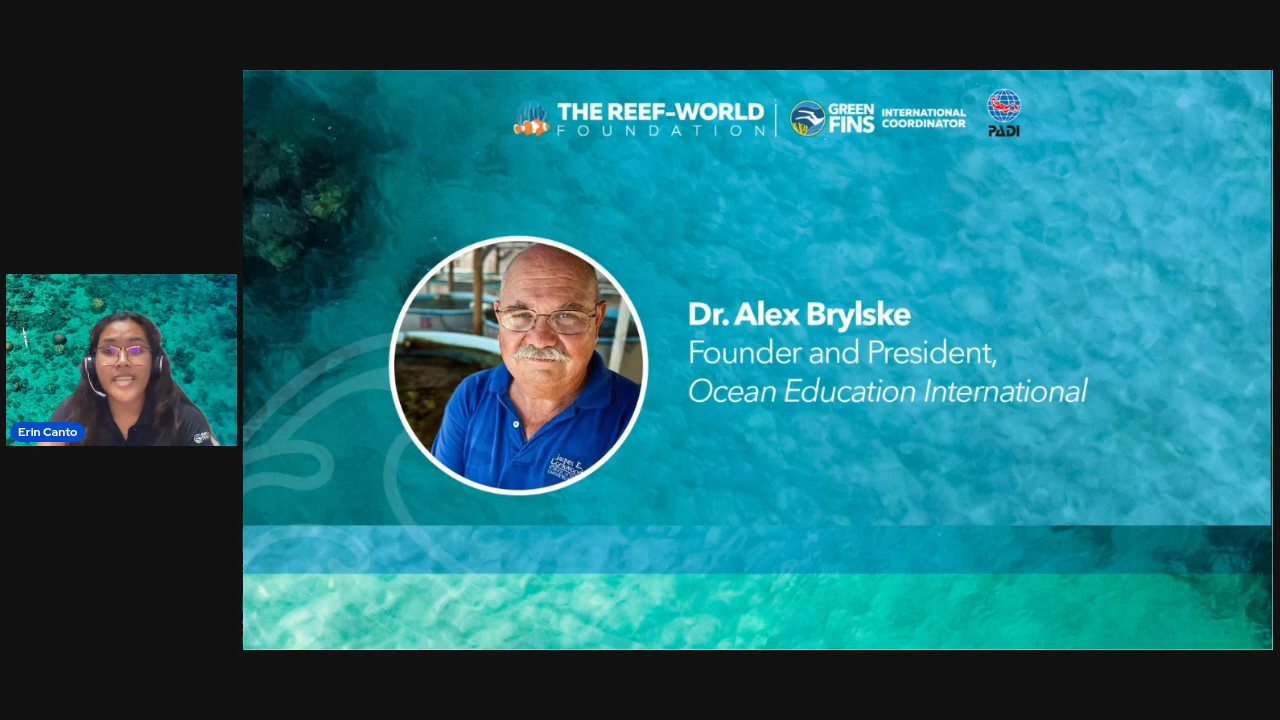 THE REEF-WORLD
FOUNDATION
GREEN
FINS
INTERNATIONAL
COORDINATOR
PADI
Dr. Alex Brylske
Founder and President,
Ocean Education International
Erin Canto